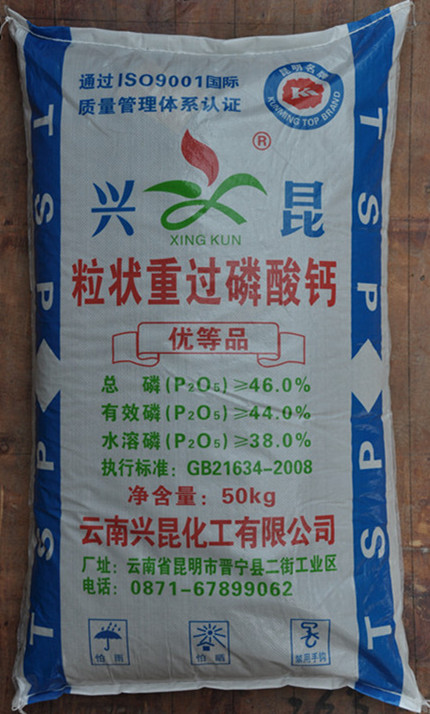 通过ISO9001国际
质量管理体系认证
昆明名牌
KUNMING TOP BRAND
K
®
兴 昆
XING KUN
粒状重过磷酸钙
优等品
总 磷(P₂O₅)≥46.0%
有效磷(P₂O₅)≥44.0%
水溶磷(P₂O₅)≥38.0%
执行标准：GB21634-2008
净含量：50kg
云南兴昆化工有限公司
厂址：云南省昆明市晋宁县二街工业区
电话：0871-67899062
怕雨
怕晒
禁用手钩
TSP
TSP
TSP
TSP